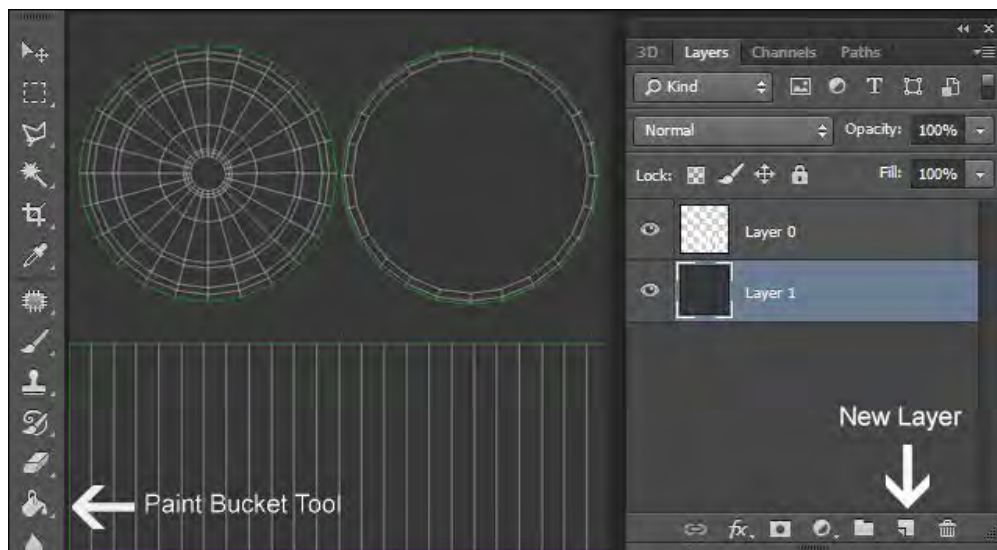 3D Layers Channels Paths
Kind T
Normal Opacity: 100%
Lock: Fill: 100%
Layer 0
Layer 1
New Layer
Paint Bucket Tool
fx